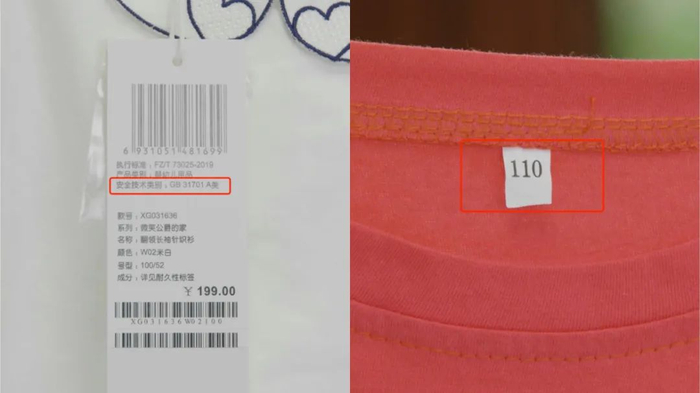 6 931051 481699
执行标准：FZ/T 73025-2019
产品类别：婴幼儿用品
安全技术类别：GB 31701 A类
款号：XG031636
系列：微笑公爵的家
名称：翻领长袖针织衫
颜色：W02米白
号型：100/52
成分：详见耐久性标签
¥ 199.00
XG031636W02100
110